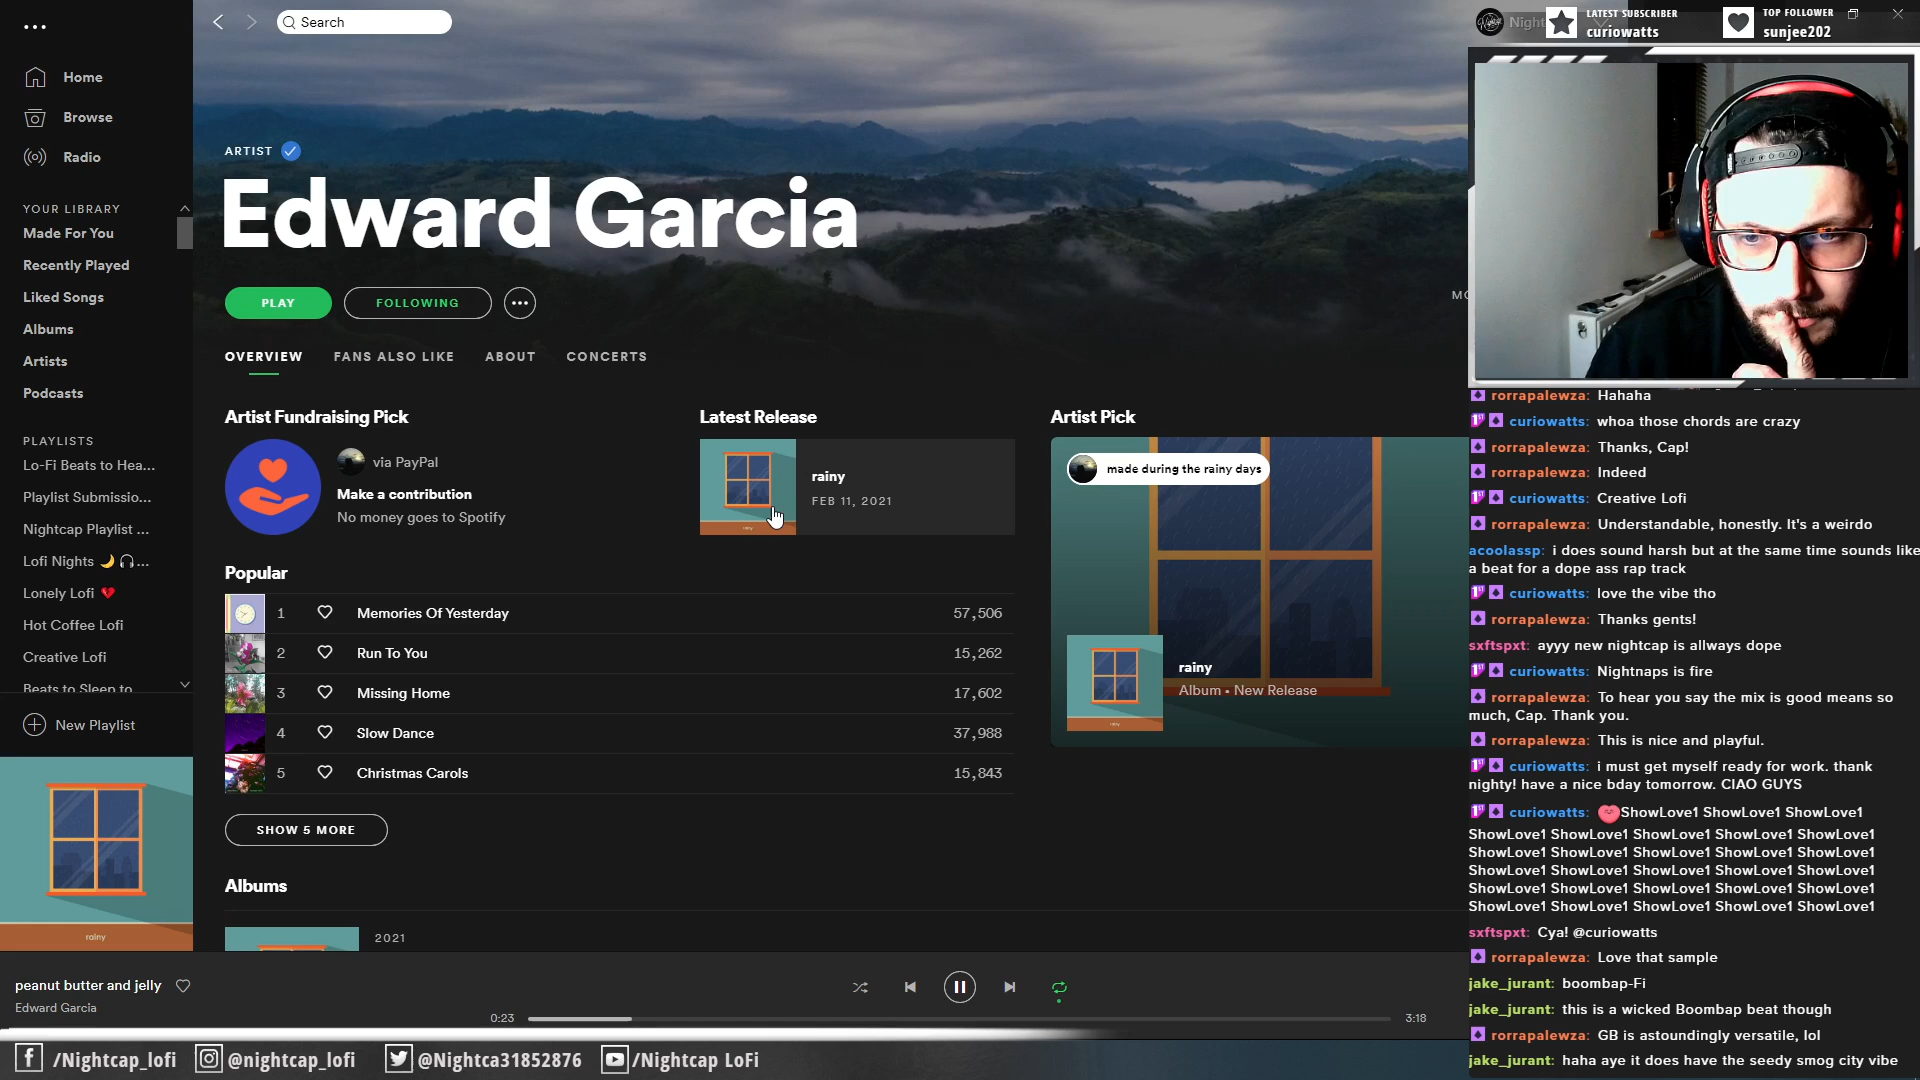 Search
Home
Browse
Radio
YOUR LIBRARY
Made For You
Recently Played
Liked Songs
Albums
Artists
Podcasts
PLAYLISTS
Lo-Fi Beats to Hea...
Playlist Submissio...
Nightcap Playlist ...
Lofi Nights 🌙🎧...
Lonely Lofi 💔
Hot Coffee Lofi
Creative Lofi
Beats to Sleep to
New Playlist
rainy
ARTIST
Edward Garcia
PLAY
FOLLOWING
OVERVIEW
FANS ALSO LIKE
ABOUT
CONCERTS
Artist Fundraising Pick
via PayPal
Make a contribution
No money goes to Spotify
Latest Release
rainy
rainy
FEB 11, 2021
Artist Pick
made during the rainy days
rainy
rainy
Album • New Release
Popular
1 Memories Of Yesterday 57,506
2 Run To You 15,262
3 Missing Home 17,602
4 Slow Dance 37,988
5 Christmas Carols 15,843
SHOW 5 MORE
Albums
2021
peanut butter and jelly
Edward Garcia
0:23
3:18
/Nightcap_lofi
@nightcap_lofi
@Nightca31852876
/Nightcap LoFi
Night
LATEST SUBSCRIBER
curiowatts
TOP FOLLOWER
sunjee202
rorrapalewza: Hahaha
curiowatts: whoa those chords are crazy
rorrapalewza: Thanks, Cap!
rorrapalewza: Indeed
curiowatts: Creative Lofi
rorrapalewza: Understandable, honestly. It's a weirdo
acoolassp: i does sound harsh but at the same time sounds like
a beat for a dope ass rap track
curiowatts: love the vibe tho
rorrapalewza: Thanks gents!
sxftspxt: ayyy new nightcap is allways dope
curiowatts: Nightnaps is fire
rorrapalewza: To hear you say the mix is good means so
much, Cap. Thank you.
rorrapalewza: This is nice and playful.
curiowatts: i must get myself ready for work. thank
nighty! have a nice bday tomorrow. CIAO GUYS
curiowatts: ShowLove1 ShowLove1 ShowLove1
ShowLove1 ShowLove1 ShowLove1 ShowLove1 ShowLove1
ShowLove1 ShowLove1 ShowLove1 ShowLove1 ShowLove1
ShowLove1 ShowLove1 ShowLove1 ShowLove1 ShowLove1
ShowLove1 ShowLove1 ShowLove1 ShowLove1 ShowLove1
ShowLove1 ShowLove1 ShowLove1 ShowLove1 ShowLove1
sxftspxt: Cya! @curiowatts
rorrapalewza: Love that sample
jake_jurant: boombap-Fi
jake_jurant: this is a wicked Boombap beat though
rorrapalewza: GB is astoundingly versatile, lol
jake_jurant: haha aye it does have the seedy smog city vibe